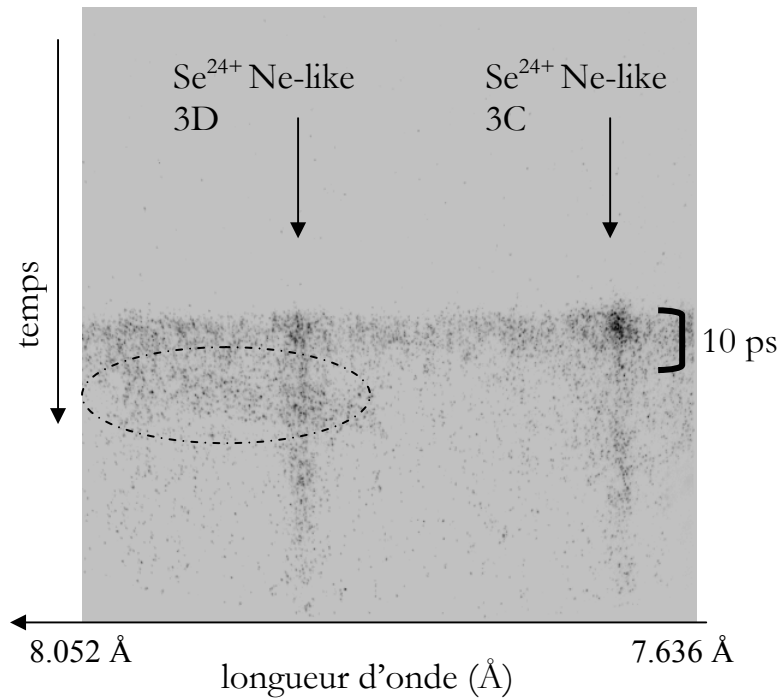 Se²⁴⁺ Ne-like
3D
Se²⁴⁺ Ne-like
3C
temps
10 ps
8.052 Å
7.636 Å
longueur d'onde (Å)